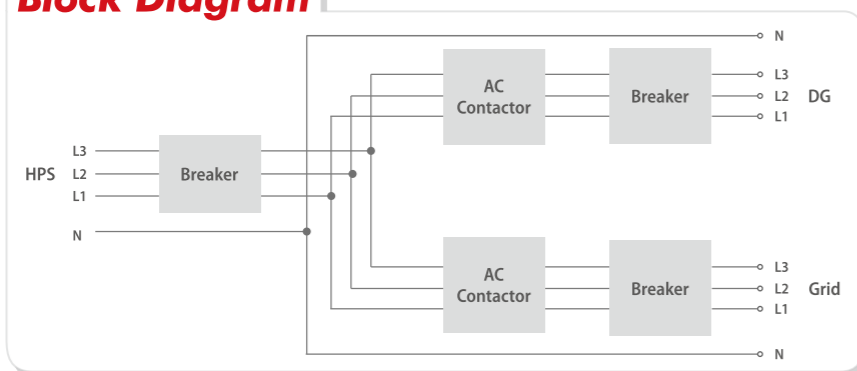 Block Diagram
N
L3
AC
Contactor
Breaker
L2
DG
L1
L3
HPS
L2
Breaker
L1
N
L3
AC
Contactor
Breaker
L2
Grid
L1
N